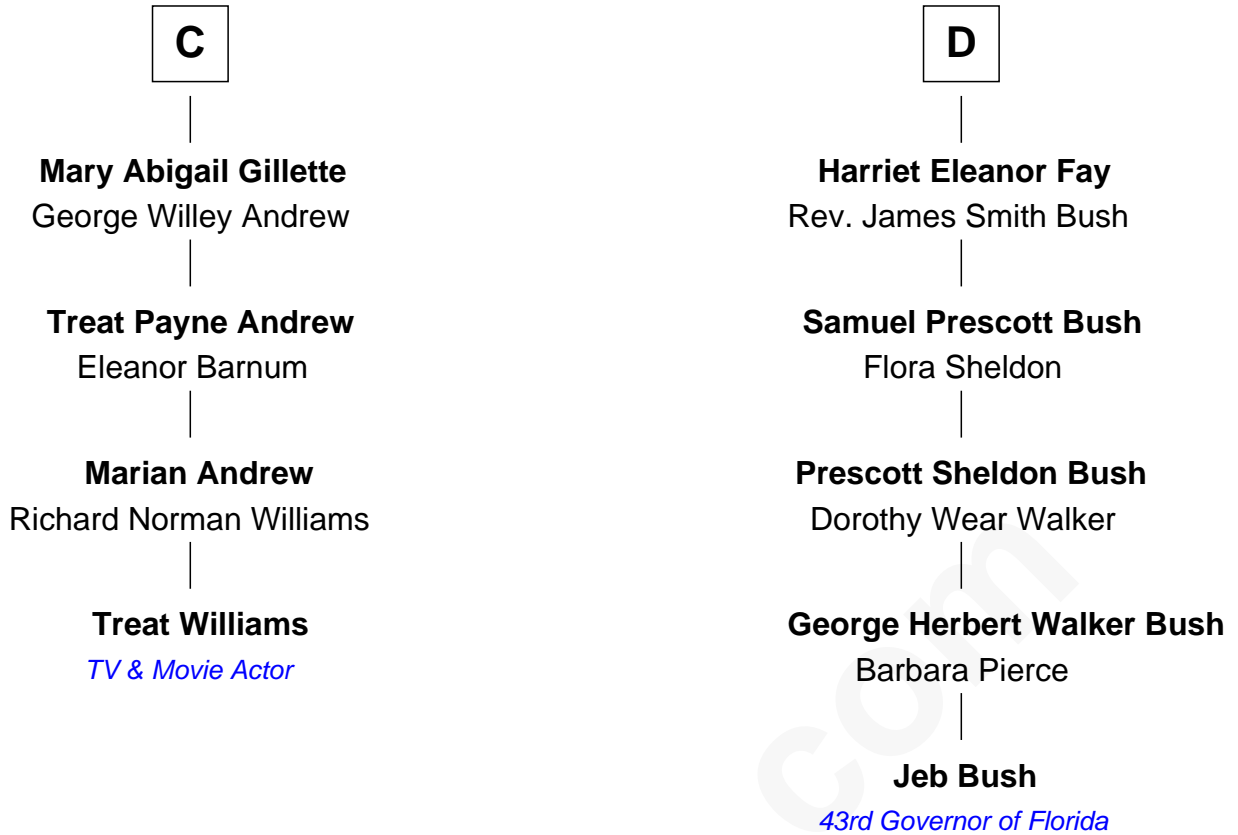 C
Mary Abigail Gillette
George Willey Andrew
Treat Payne Andrew
Eleanor Barnum
Marian Andrew
Richard Norman Williams
Treat Williams
TV & Movie Actor
D
Harriet Eleanor Fay
Rev. James Smith Bush
Samuel Prescott Bush
Flora Sheldon
Prescott Sheldon Bush
Dorothy Wear Walker
George Herbert Walker Bush
Barbara Pierce
Jeb Bush
43rd Governor of Florida
com